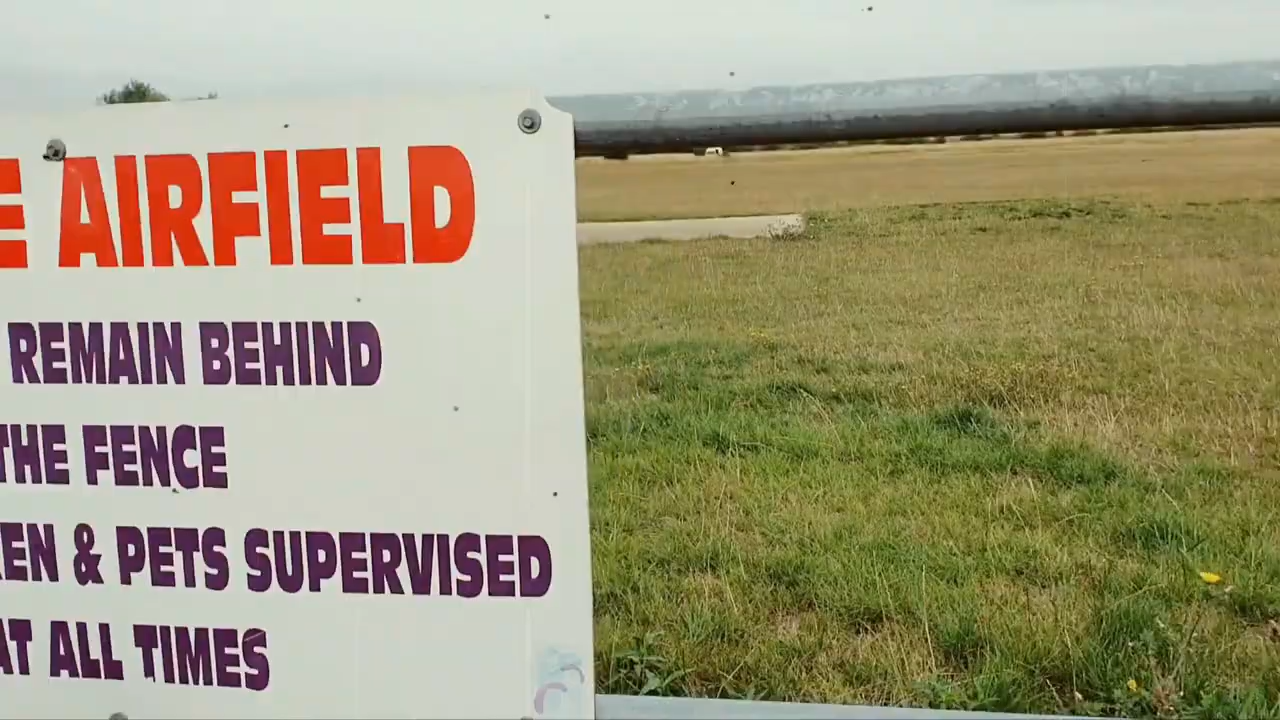 E AIRFIELD
REMAIN BEHIND
THE FENCE
EN & PETS SUPERVISED
AT ALL TIMES